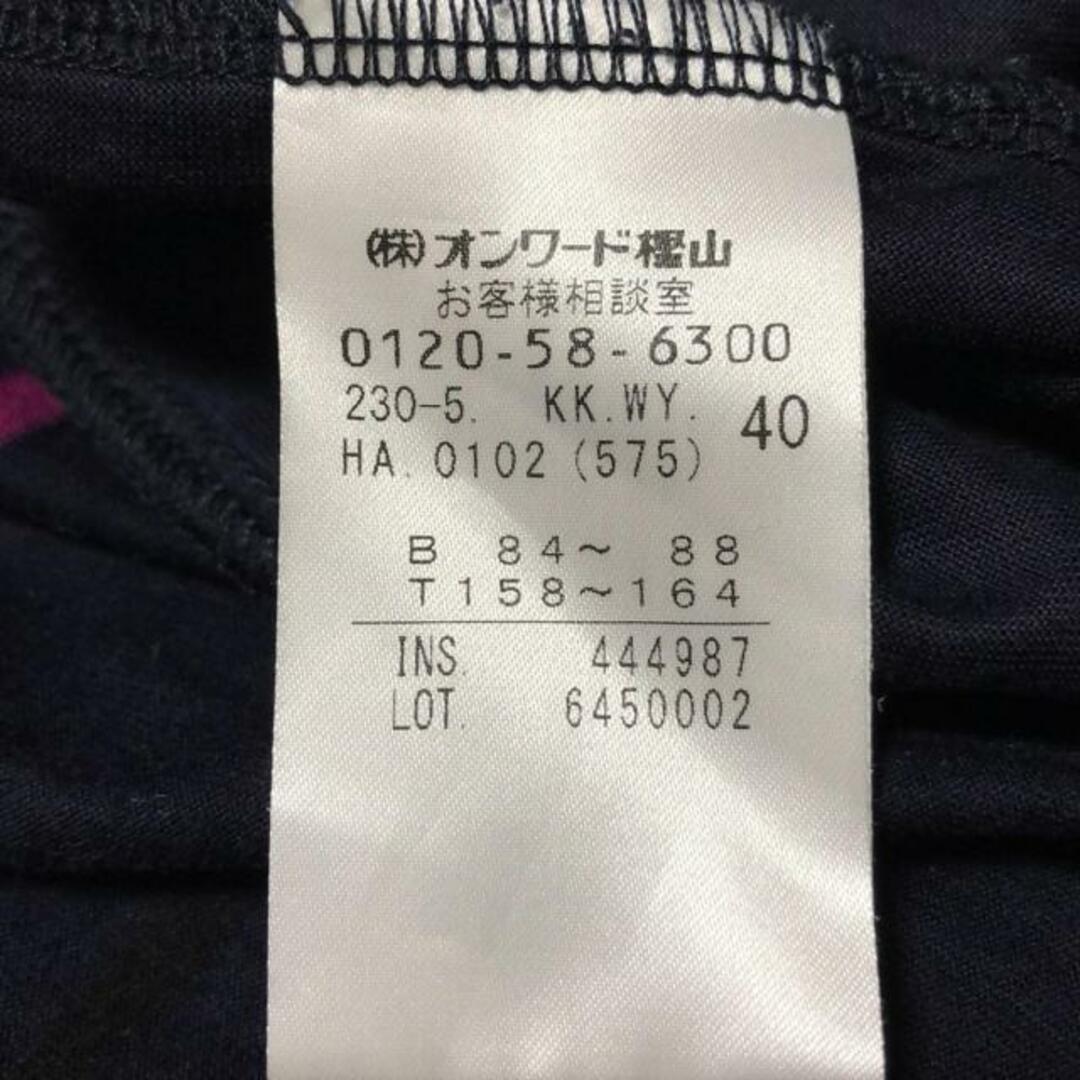 (株)オンワード樫山
お客様相談室
0120-58-6300
230-5. KK.WY. 40
HA. 0102 (575)
B 84～ 88
T158～164
INS. 444987
LOT. 6450002